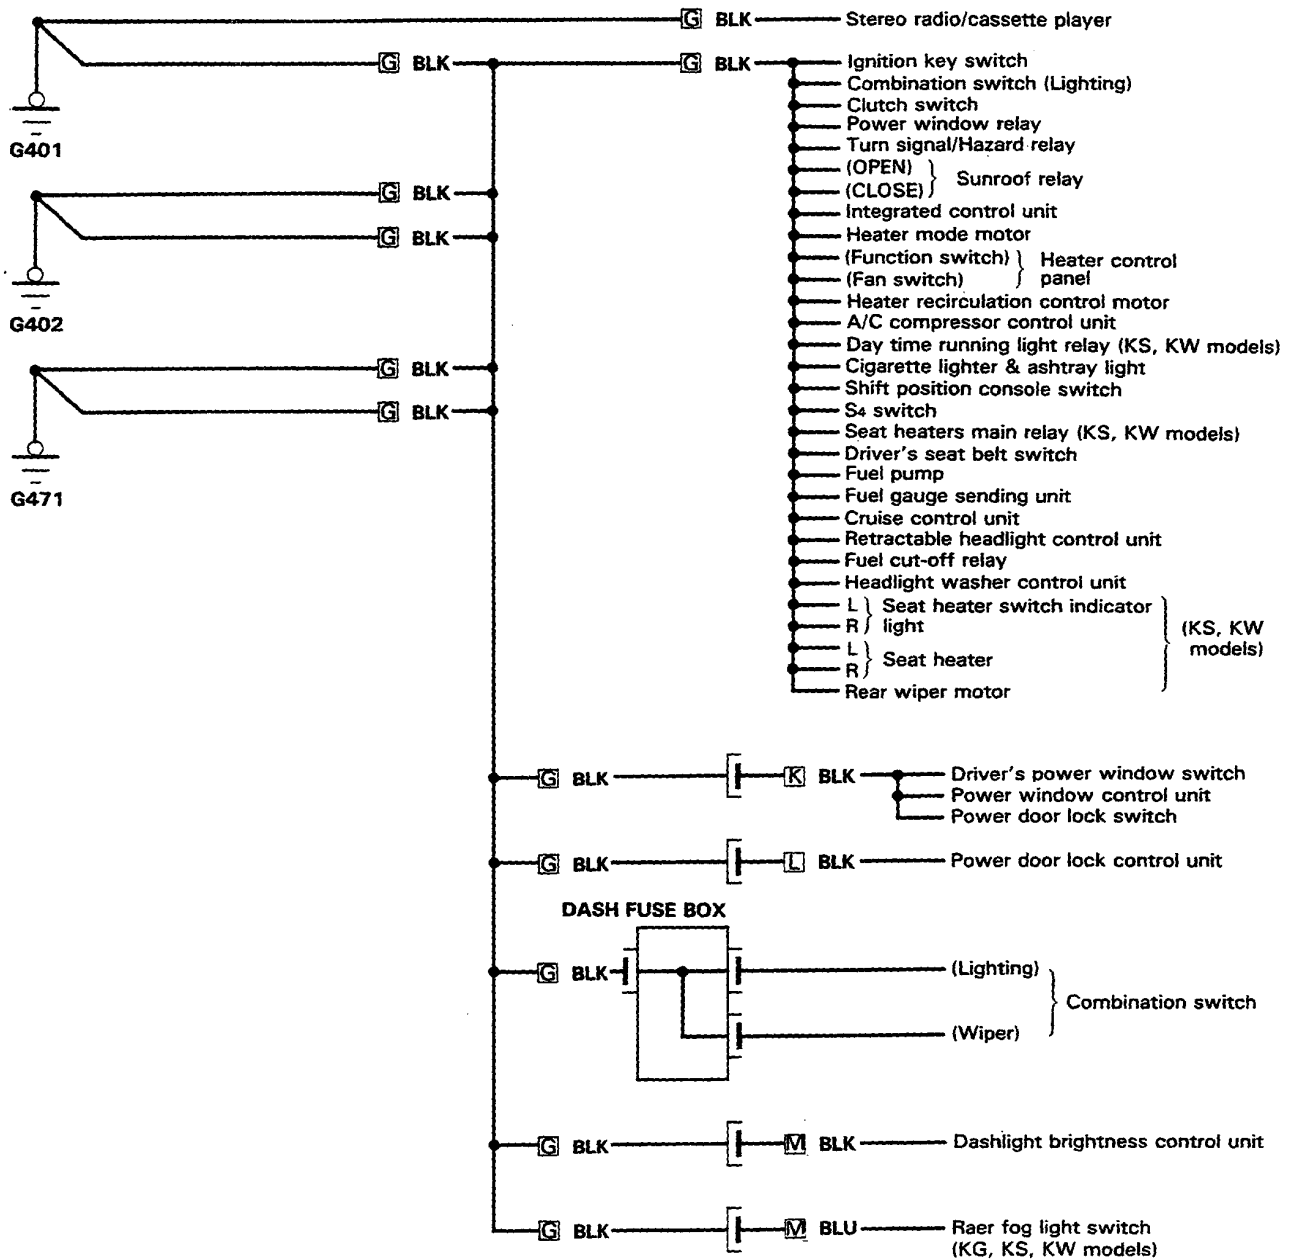 G BLK Stereo radio/cassette player
G BLK G BLK Ignition key switch
Combination switch (Lighting)
Clutch switch
G401 Power window relay
Turn signal/Hazard relay
(OPEN)
(CLOSE) Sunroof relay
G BLK
Integrated control unit
G BLK Heater mode motor
(Function switch) Heater control
(Fan switch) panel
Heater recirculation control motor
G402 A/C compressor control unit
Day time running light relay (KS, KW models)
G BLK Cigarette lighter & ashtray light
Shift position console switch
G BLK S4 switch
Seat heaters main relay (KS, KW models)
Driver's seat belt switch
Fuel pump
G471 Fuel gauge sending unit
Cruise control unit
Retractable headlight control unit
Fuel cut-off relay
Headlight washer control unit
L Seat heater switch indicator
R light (KS, KW
L models)
R Seat heater
Rear wiper motor
G BLK K BLK Driver's power window switch
Power window control unit
Power door lock switch
G BLK L BLK Power door lock control unit
DASH FUSE BOX
G BLK (Lighting)
Combination switch
(Wiper)
G BLK M BLK Dashlight brightness control unit
G BLK M BLU Raer fog light switch
(KG, KS, KW models)